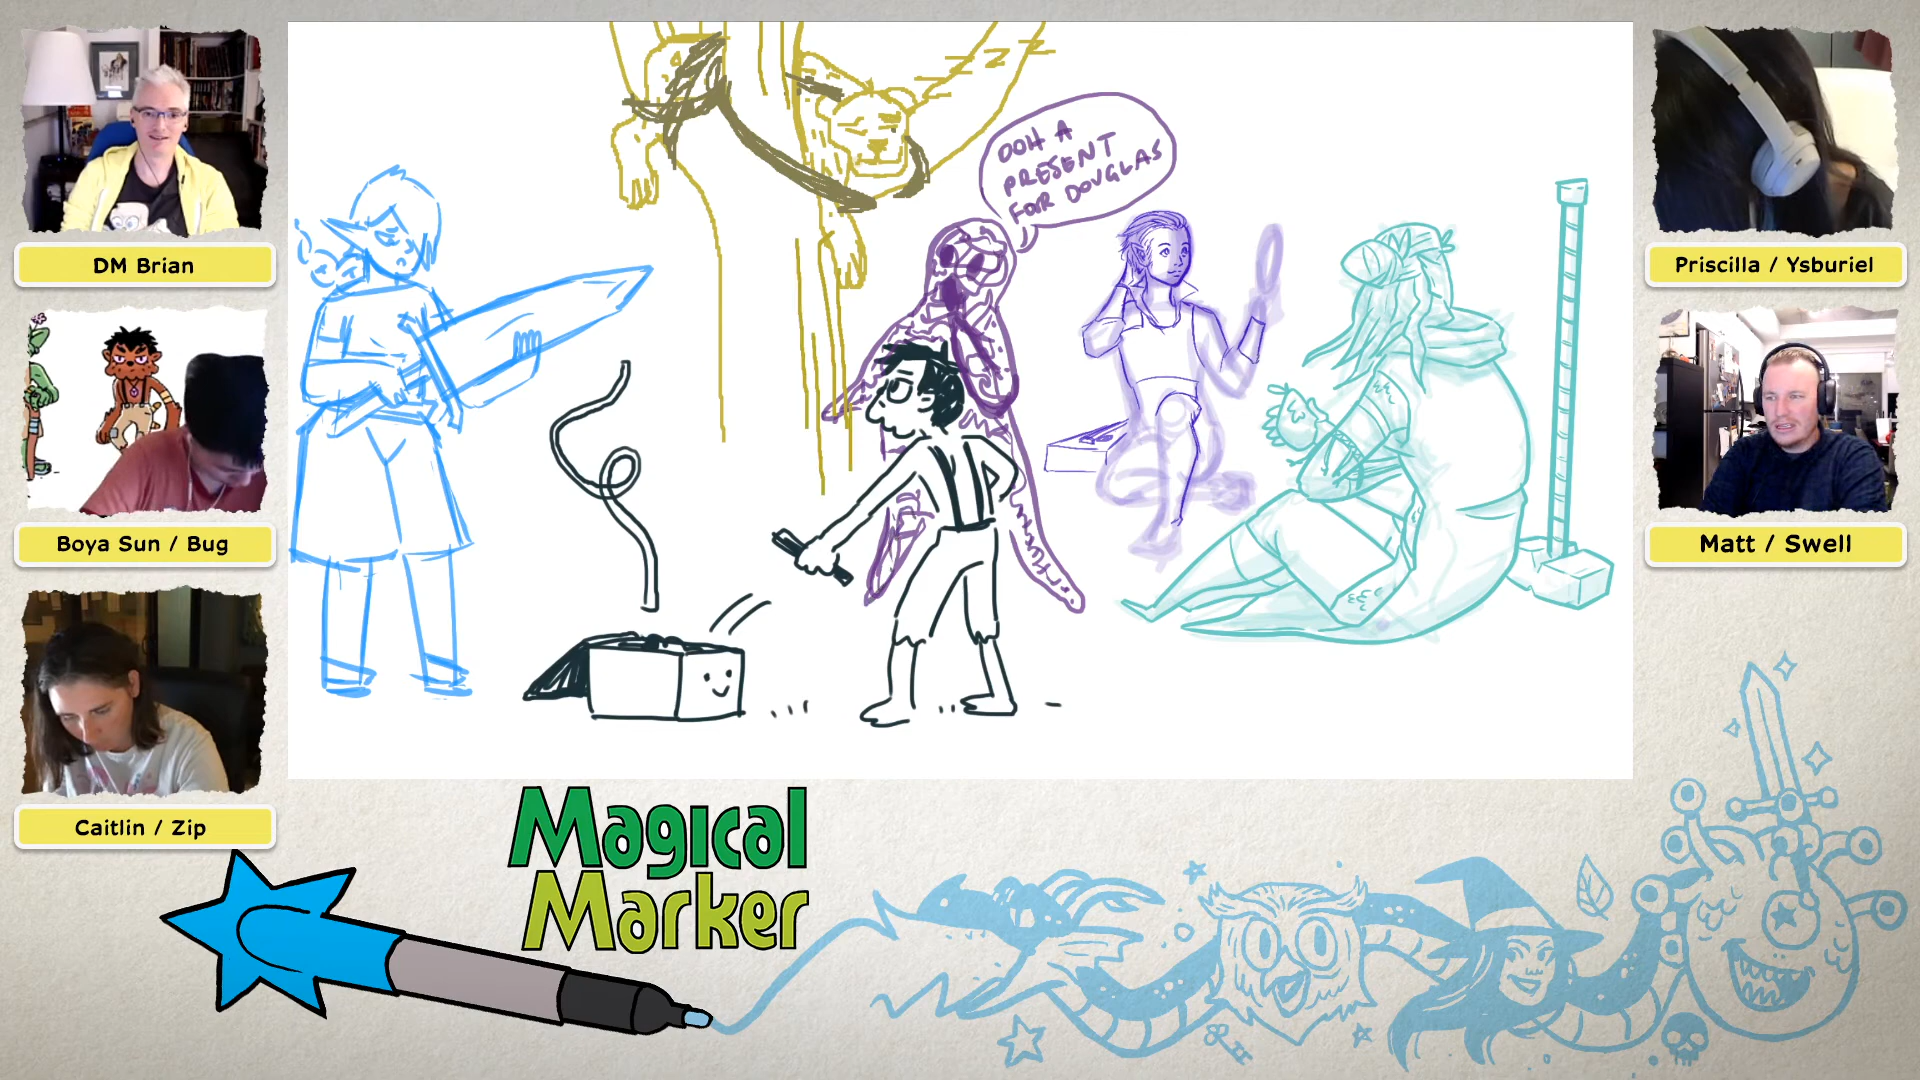 DM Brian
Boya Sun / Bug
Caitlin / Zip
Z Z Z
OOH A
PRESENT
FOR DOUGLAS
Priscilla / Ysburiel
Matt / Swell
Magical
Marker